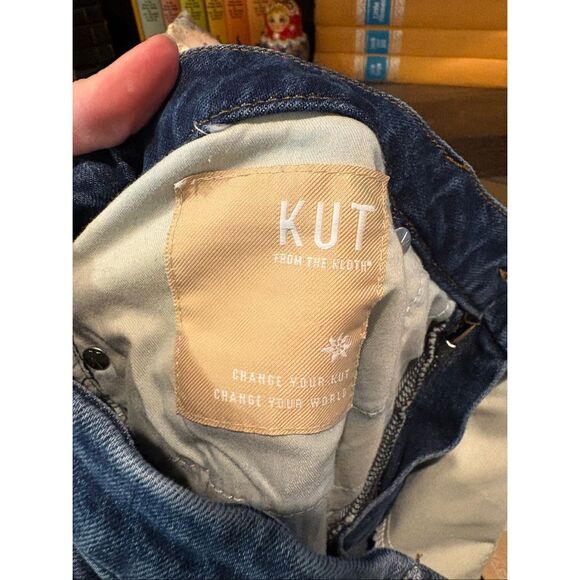 KUT
FROM THE KLOTH®
CHANGE YOUR KUT
CHANGE YOUR WORLD